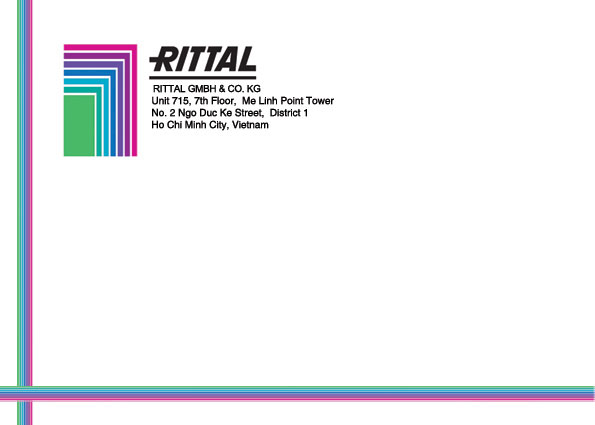 RITTAL
RITTAL GMBH & CO. KG
Unit 715, 7th Floor, Me Linh Point Tower
No. 2 Ngo Duc Ke Street, District 1
Ho Chi Minh City, Vietnam